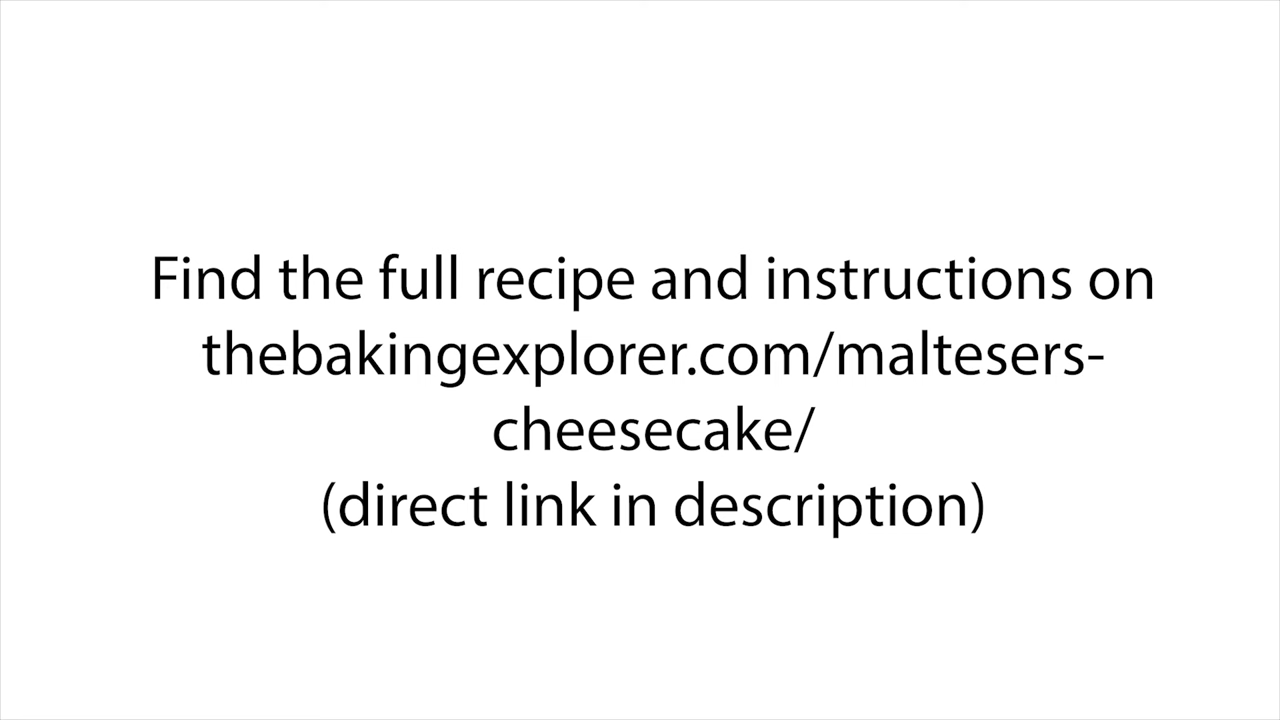 Find the full recipe and instructions on
thebakingexplorer.com/maltesers-
cheesecake/
(direct link in description)